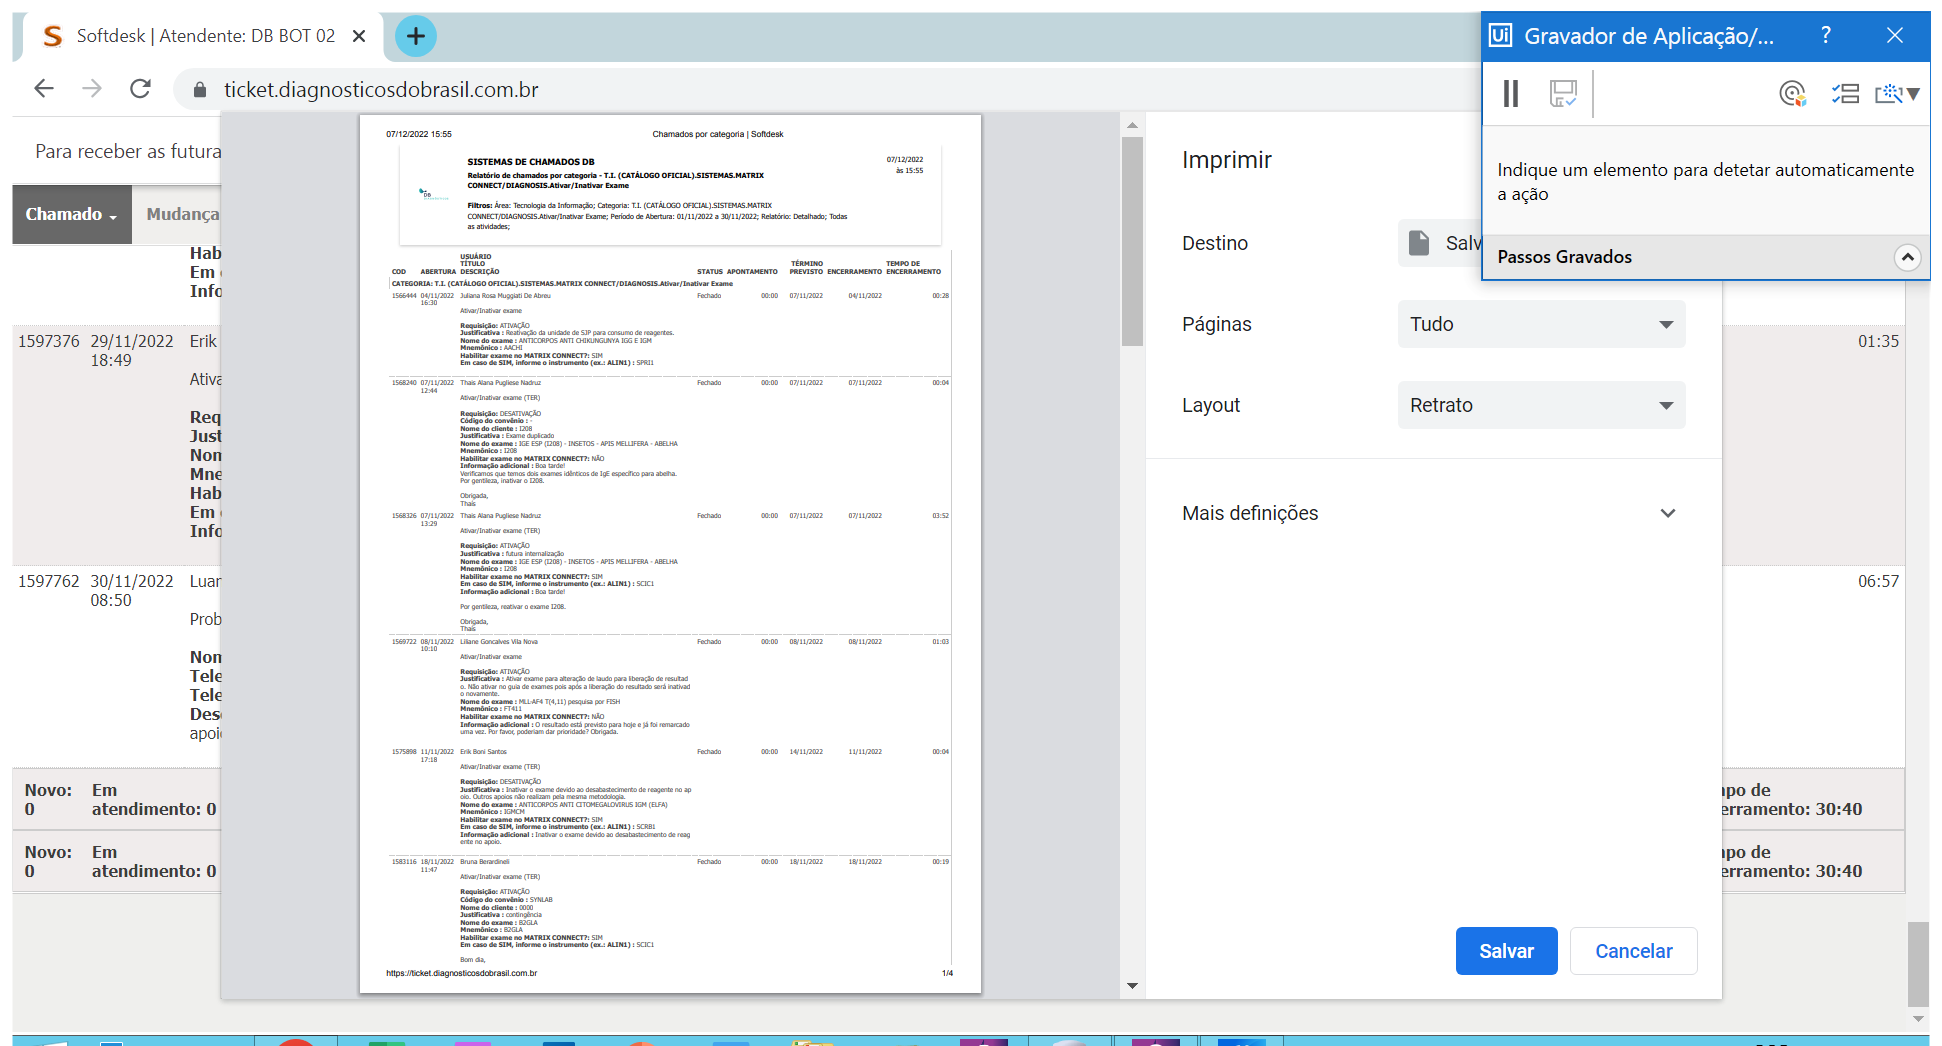 Softdesk | Atendente: DB BOT 02
Gravador de Aplicação/...
ticket.diagnosticosdobrasil.com.br
Indique um elemento para detetar automaticamente
a ação
Passos Gravados
Para receber as futura
Chamado
Mudança
Hab
Em
Info
1597376 29/11/2022 Erik
18:49
01:35
Ativa
Req
Just
Non
Mne
Hab
Em
Info
1597762 30/11/2022 Luar
08:50
06:57
Prob
Non
Tele
Tele
Des
apoi
Novo: Em
0 atendimento: 0
npo de
erramento: 30:40
Novo: Em
0 atendimento: 0
npo de
erramento: 30:40
07/12/2022 15:55 Chamados por categoria | Softdesk
DB
SISTEMAS DE CHAMADOS DB
07/12/2022
às 15:55
Relatório de chamados por categoria - T.I. (CATÁLOGO OFICIAL).SISTEMAS.MATRIX
CONNECT/DIAGNOSIS.Ativar/Inativar Exame
Filtros: Área: Tecnologia da Informação; Categoria: T.I. (CATÁLOGO OFICIAL).SISTEMAS.MATRIX
CONNECT/DIAGNOSIS.Ativar/Inativar Exame; Período de Abertura: 01/11/2022 a 30/11/2022; Relatório: Detalhado; Todas
as atividades;
USUÁRIO
TÍTULO TÉRMINO TEMPO DE
COD ABERTURA DESCRIÇÃO STATUS APONTAMENTO PREVISTO ENCERRAMENTO ENCERRAMENTO
CATEGORIA: T.I. (CATÁLOGO OFICIAL).SISTEMAS.MATRIX CONNECT/DIAGNOSIS.Ativar/Inativar Exame
1566444 04/11/2022 Juliana Rosa Muggiati De Abreu Fechado 00:00 07/11/2022 04/11/2022 00:28
16:30
Ativar/Inativar exame
Requisição: ATIVAÇÃO
Justificativa : Reativação da unidade de SJP para consumo de reagentes.
Nome do exame : ANTICORPOS ANTI CHIKUNGUNYA IGG E IGM
Mnemônico : AACHI
Habilitar exame no MATRIX CONNECT?: SIM
Em caso de SIM, informe o instrumento (ex.: ALIN1) : SPRI1
1568240 07/11/2022 Thais Alana Pugliese Nadruz Fechado 00:00 07/11/2022 07/11/2022 00:04
12:44
Ativar/Inativar exame (TER)
Requisição: DESATIVAÇÃO
Código do convênio : -
Nome do cliente : I208
Justificativa : Exame duplicado
Nome do exame : IGE ESP (I208) - INSETOS - APIS MELLIFERA - ABELHA
Mnemônico : I208
Habilitar exame no MATRIX CONNECT?: NÃO
Informação adicional : Boa tarde!
Verificamos que temos dois exames idênticos de IgE específico para abelha.
Por gentileza, inativar o I208.
Obrigada,
Thais
1568326 07/11/2022 Thais Alana Pugliese Nadruz Fechado 00:00 07/11/2022 07/11/2022 03:52
13:29
Ativar/Inativar exame (TER)
Requisição: ATIVAÇÃO
Justificativa : futura internalização
Nome do exame : IGE ESP (I208) - INSETOS - APIS MELLIFERA - ABELHA
Mnemônico : I208
Habilitar exame no MATRIX CONNECT?: SIM
Em caso de SIM, informe o instrumento (ex.: ALIN1) : SCIC1
Informação adicional : Boa tarde!
Por gentileza, reativar o exame I208.
Obrigada,
Thais
1569722 08/11/2022 Liliane Goncalves Vila Nova Fechado 00:00 08/11/2022 08/11/2022 01:03
10:10
Ativar/Inativar exame
Requisição: ATIVAÇÃO
Justificativa : Ativar exame para alteração de laudo para liberação de resultad
o. Não ativar no guia de exames pois após a liberação do resultado será inativad
o novamente.
Nome do exame : MLL-AF4 T(4,11) pesquisa por FISH
Mnemônico : FT411
Habilitar exame no MATRIX CONNECT?: NÃO
Informação adicional : O resultado está previsto para hoje e já foi remarcado
uma vez. Por favor, poderiam dar prioridade? Obrigada.
1575898 11/11/2022 Erik Boni Santos Fechado 00:00 14/11/2022 11/11/2022 00:04
17:18
Ativar/Inativar exame (TER)
Requisição: DESATIVAÇÃO
Justificativa : Inativar o exame devido ao desabastecimento de reagente no ap
oio. Outros apoios não realizam pela mesma metodologia.
Nome do exame : ANTICORPOS ANTI CITOMEGALOVIRUS IGM (ELFA)
Mnemônico : IGMCM
Habilitar exame no MATRIX CONNECT?: SIM
Em caso de SIM, informe o instrumento (ex.: ALIN1) : SCRB1
Informação adicional : Inativar o exame devido ao desabastecimento de reag
ente no apoio.
1583116 18/11/2022 Bruna Berardineli Fechado 00:00 18/11/2022 18/11/2022 00:19
11:47
Ativar/Inativar exame (TER)
Requisição: ATIVAÇÃO
Código do convênio : SYNLAB
Nome do cliente : 0000
Justificativa : contingência
Nome do exame : B2GLA
Mnemônico : B2GLA
Habilitar exame no MATRIX CONNECT?: SIM
Em caso de SIM, informe o instrumento (ex.: ALIN1) : SCIC1
Bom dia,
https://ticket.diagnosticosdobrasil.com.br 1/4
Imprimir
Destino Salv
Páginas Tudo
Layout Retrato
Mais definições
Salvar Cancelar